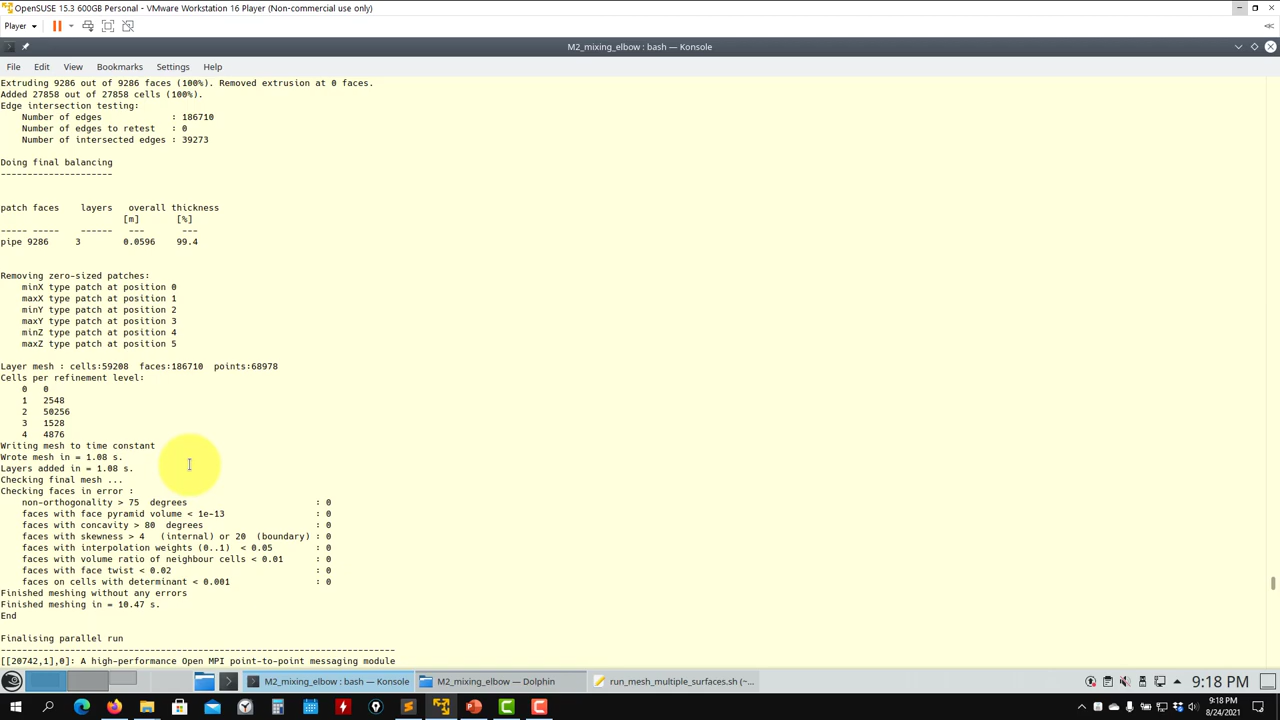 OpenSUSE 15.3 600GB Personal - VMware Workstation 16 Player (Non-commercial use only)
Player
M2_mixing_elbow : bash — Konsole
File Edit View Bookmarks Settings Help
Extruding 9286 out of 9286 faces (100%). Removed extrusion at 0 faces.
Added 27858 out of 27858 cells (100%).
Edge intersection testing:
Number of edges : 186710
Number of edges to retest : 0
Number of intersected edges : 39273
Doing final balancing
---------------------
patch faces layers overall thickness
[m] [%]
----- ----- ------ --- ---
pipe 9286 3 0.0596 99.4
Removing zero-sized patches:
minX type patch at position 0
maxX type patch at position 1
minY type patch at position 2
maxY type patch at position 3
minZ type patch at position 4
maxZ type patch at position 5
Layer mesh : cells:59208 faces:186710 points:68978
Cells per refinement level:
0 0
1 2548
2 50256
3 1528
4 4876
Writing mesh to time constant
Wrote mesh in = 1.08 s.
Layers added in = 1.08 s.
Checking final mesh ...
Checking faces in error :
non-orthogonality > 75 degrees : 0
faces with face pyramid volume < 1e-13 : 0
faces with concavity > 80 degrees : 0
faces with skewness > 4 (internal) or 20 (boundary) : 0
faces with interpolation weights (0..1) < 0.05 : 0
faces with volume ratio of neighbour cells < 0.01 : 0
faces with face twist < 0.02 : 0
faces on cells with determinant < 0.001 : 0
Finished meshing without any errors
Finished meshing in = 10.47 s.
End
Finalising parallel run
--------------------------------------------------------------------------
[[20742,1],0]: A high-performance Open MPI point-to-point messaging module
M2_mixing_elbow : bash — Konsole
M2_mixing_elbow — Dolphin
run_mesh_multiple_surfaces.sh (~...
9:18 PM
9:18 PM
8/24/2021